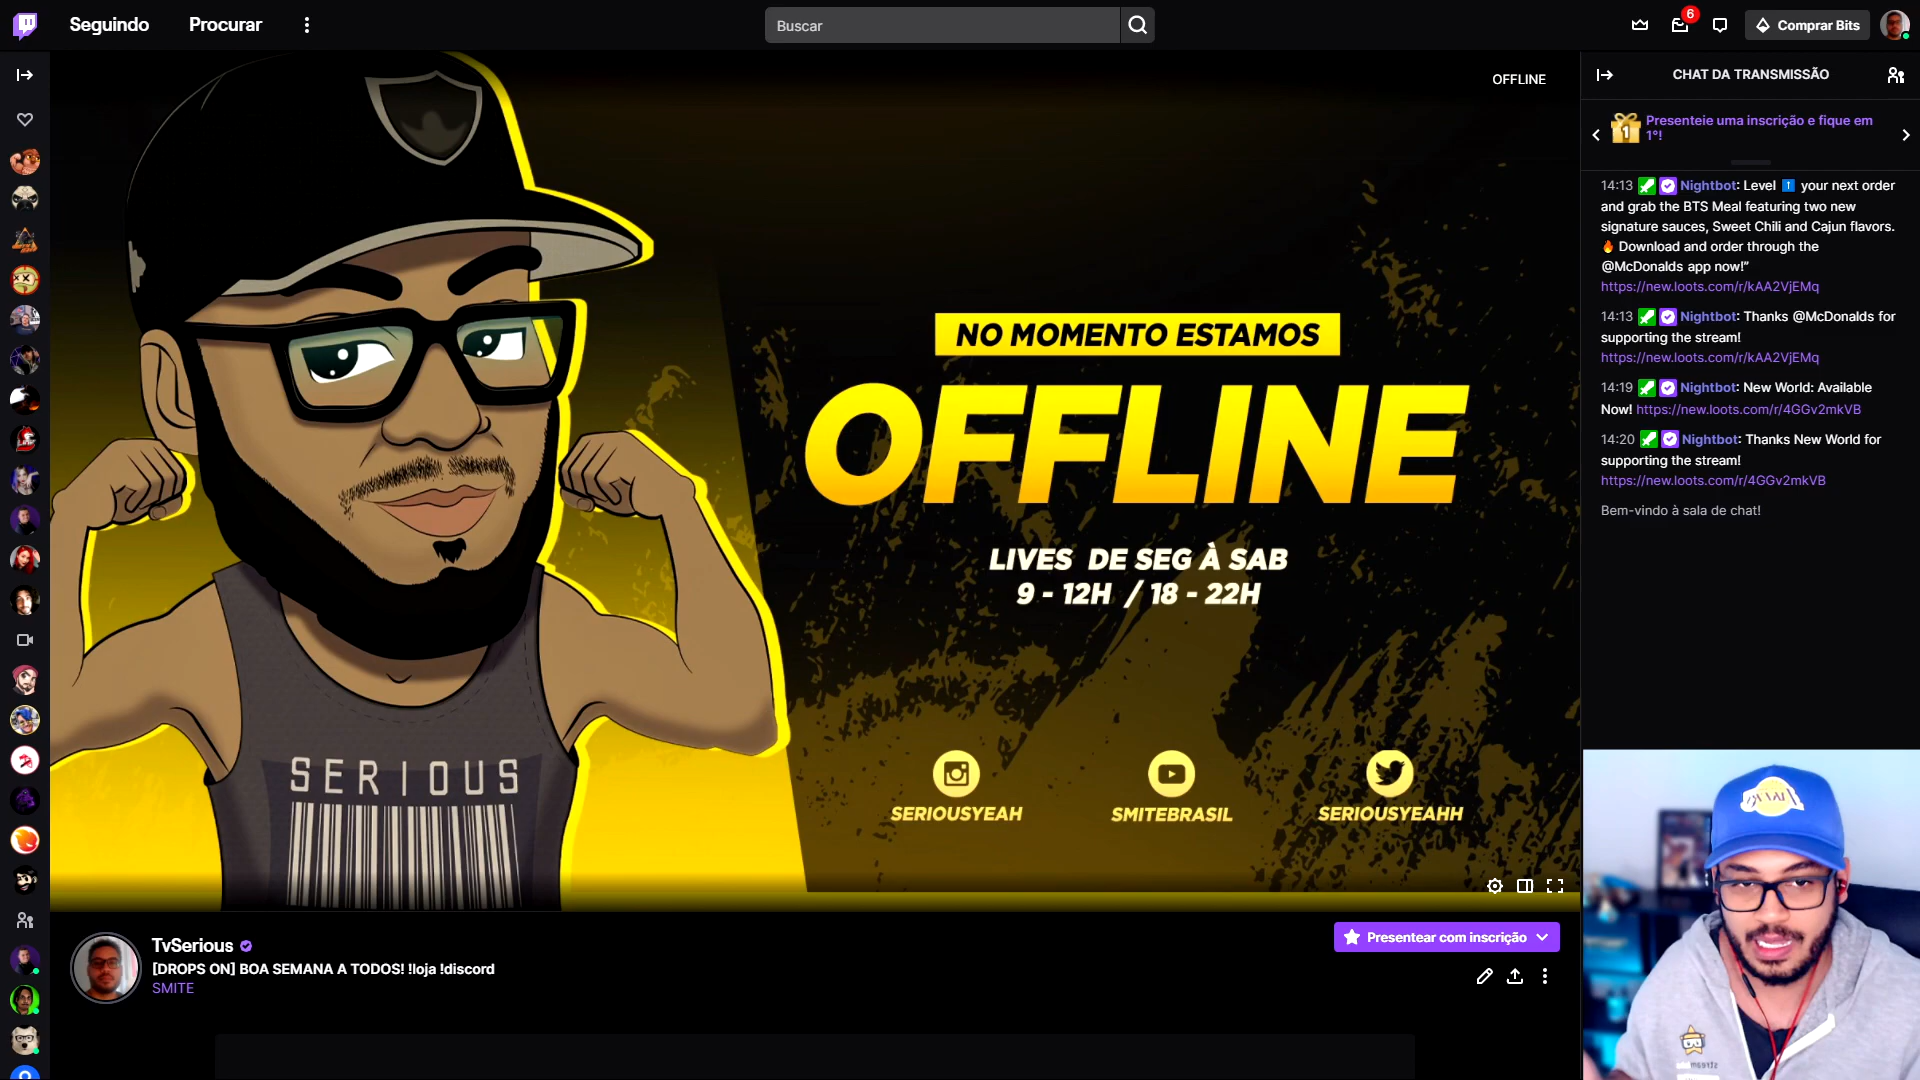 Seguindo
Procurar
Buscar
6
Comprar Bits
OFFLINE
CHAT DA TRANSMISSÃO
1
Presenteie uma inscrição e fique em
1º!
14:13 Nightbot: Level ⬆ your next order
and grab the BTS Meal featuring two new
signature sauces, Sweet Chili and Cajun flavors.
🔥 Download and order through the
@McDonalds app now!”
https://new.loots.com/r/kAA2VjEMq
14:13 Nightbot: Thanks @McDonalds for
supporting the stream!
https://new.loots.com/r/kAA2VjEMq
14:19 Nightbot: New World: Available
Now! https://new.loots.com/r/4GGv2mkVB
14:20 Nightbot: Thanks New World for
supporting the stream!
https://new.loots.com/r/4GGv2mkVB
Bem-vindo à sala de chat!
NO MOMENTO ESTAMOS
OFFLINE
LIVES DE SEG À SAB
9 - 12H / 18 - 22H
SERIOUS
SERIOUSYEAH
SMITEBRASIL
SERIOUSYEAHH
TvSerious
[DROPS ON] BOA SEMANA A TODOS! !loja !discord
SMITE
Presentear com inscrição